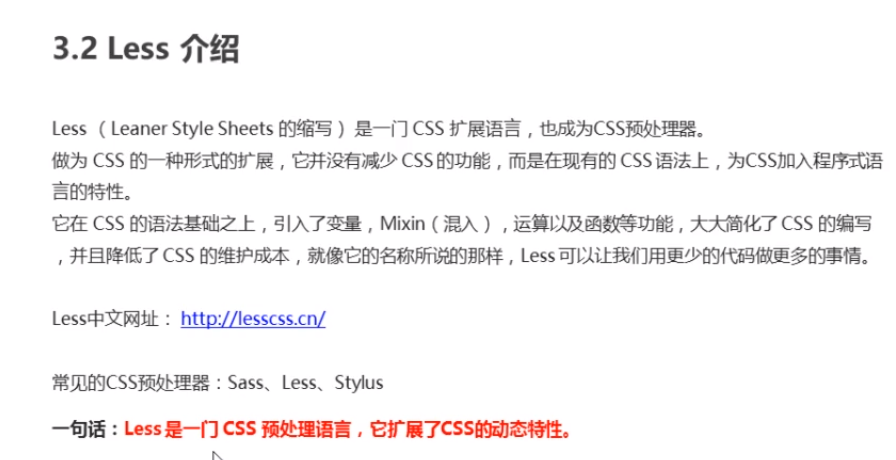 3.2 Less 介绍
Less （ Leaner Style Sheets 的缩写 ）是一门 CSS 扩展语言，也成为CSS预处理器。
做为 CSS 的一种形式的扩展，它并没有减少 CSS 的功能，而是在现有的 CSS 语法上，为CSS加入程序式语
言的特性。
它在 CSS 的语法基础之上，引入了变量，Mixin（混入），运算以及函数等功能，大大简化了 CSS 的编写
，并且降低了 CSS 的维护成本，就像它的名称所说的那样，Less 可以让我们用更少的代码做更多的事情。
Less中文网址： http://lesscss.cn/
常见的CSS预处理器：Sass、Less、Stylus
一句话：Less 是一门 CSS 预处理语言，它扩展了CSS的动态特性。